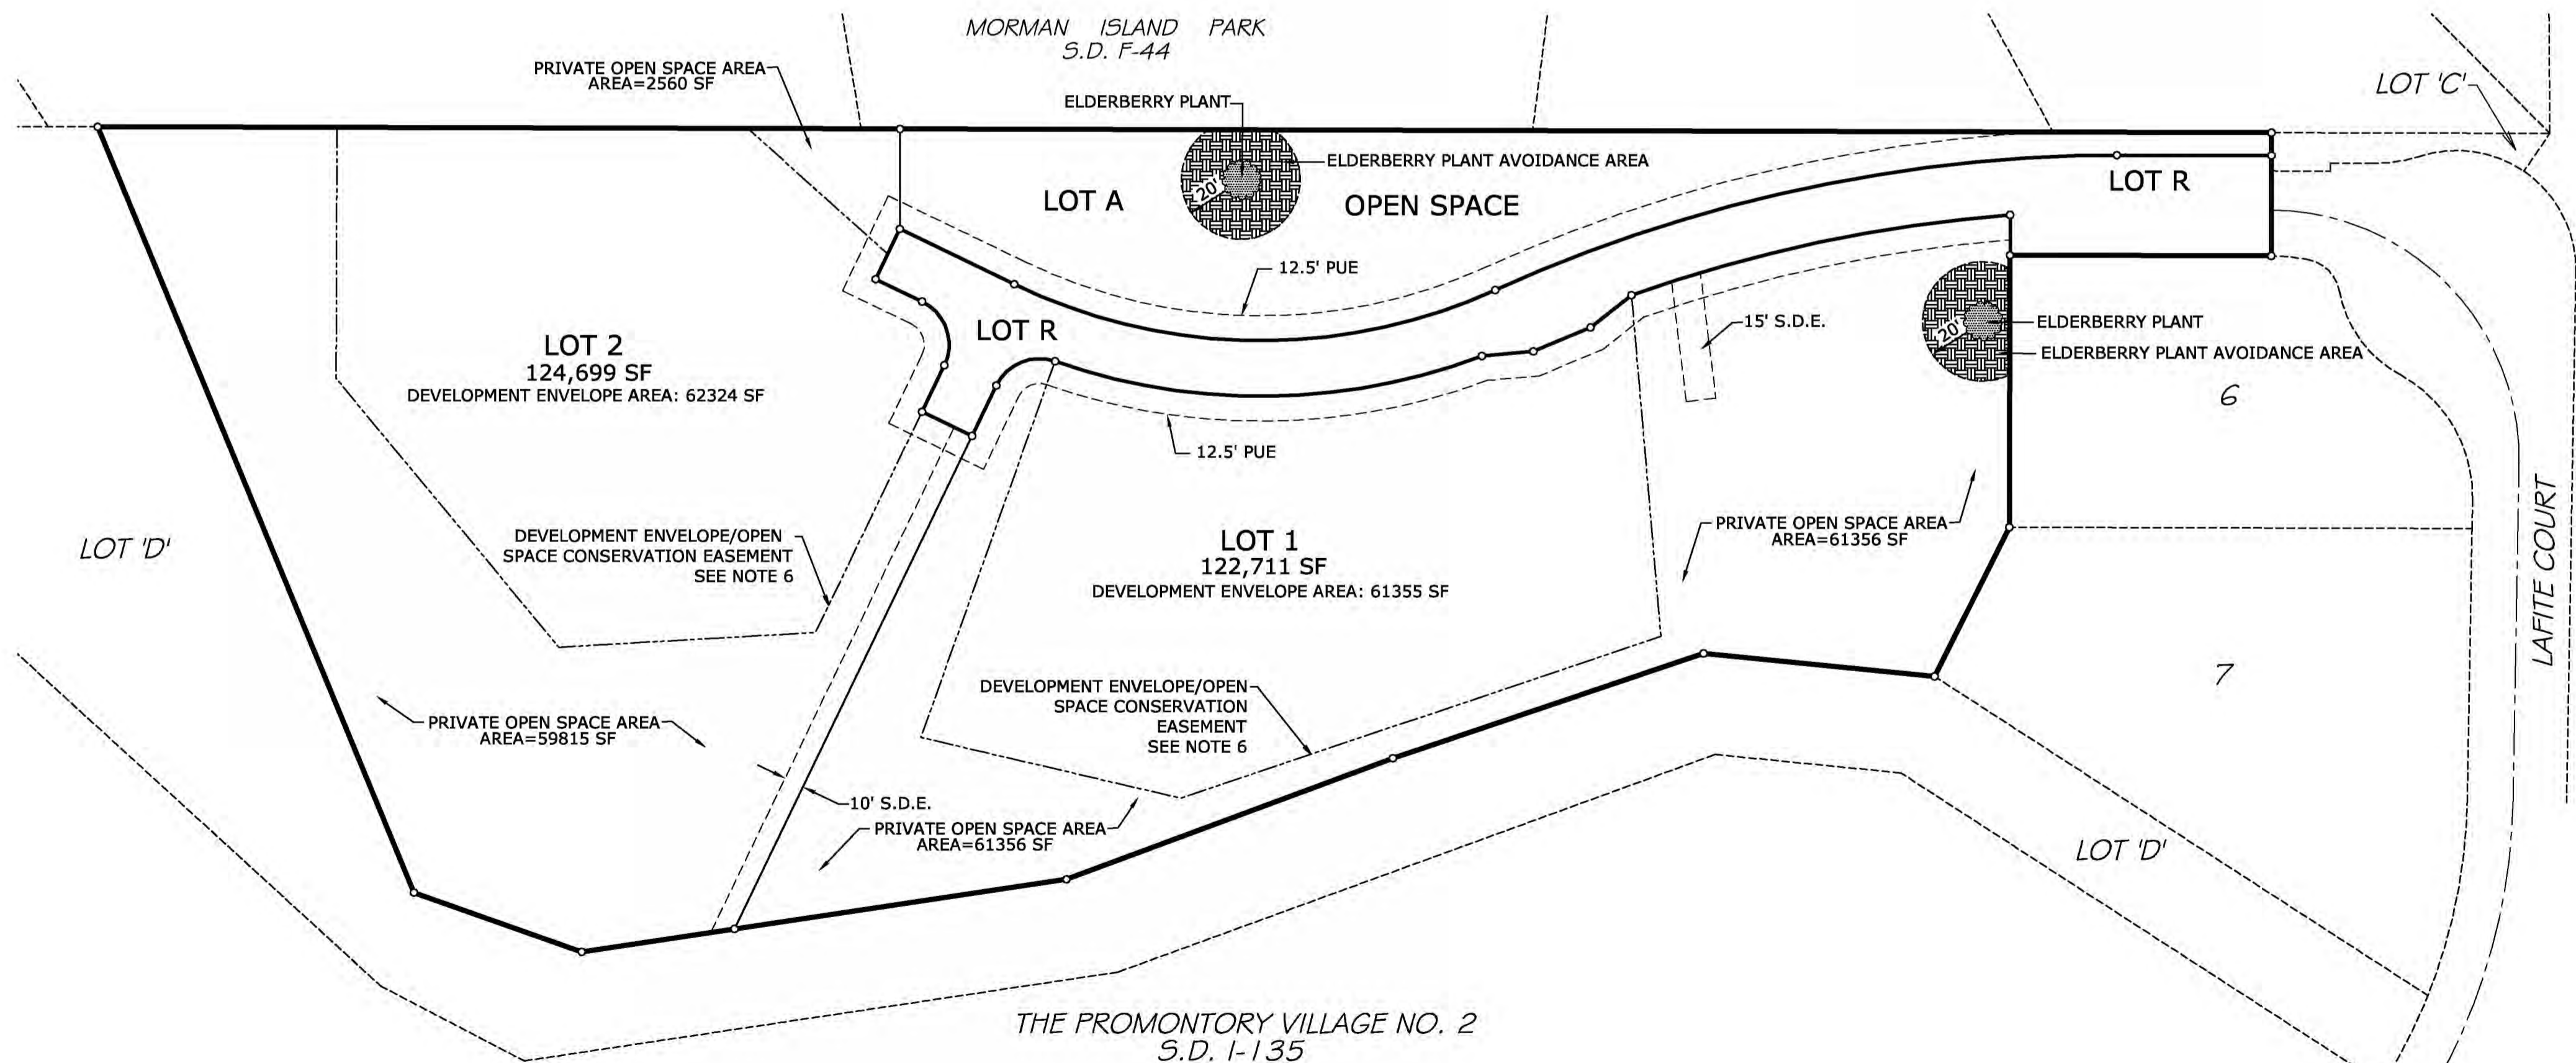 MORMAN ISLAND PARK
S.D. F-44
PRIVATE OPEN SPACE AREA
AREA=2560 SF
ELDERBERRY PLANT
LOT 'C'
ELDERBERRY PLANT AVOIDANCE AREA
20'
LOT A
OPEN SPACE
LOT R
12.5' PUE
LOT R
15' S.D.E.
20'
ELDERBERRY PLANT
ELDERBERRY PLANT AVOIDANCE AREA
LOT 2
124,699 SF
DEVELOPMENT ENVELOPE AREA: 62324 SF
6
12.5' PUE
DEVELOPMENT ENVELOPE/OPEN
SPACE CONSERVATION EASEMENT
SEE NOTE 6
LOT 'D'
LOT 1
122,711 SF
DEVELOPMENT ENVELOPE AREA: 61355 SF
PRIVATE OPEN SPACE AREA
AREA=61356 SF
LAFITE COURT
7
DEVELOPMENT ENVELOPE/OPEN
SPACE CONSERVATION
EASEMENT
SEE NOTE 6
PRIVATE OPEN SPACE AREA
AREA=59815 SF
10' S.D.E.
PRIVATE OPEN SPACE AREA
AREA=61356 SF
LOT 'D'
THE PROMONTORY VILLAGE NO. 2
S.D. I-135